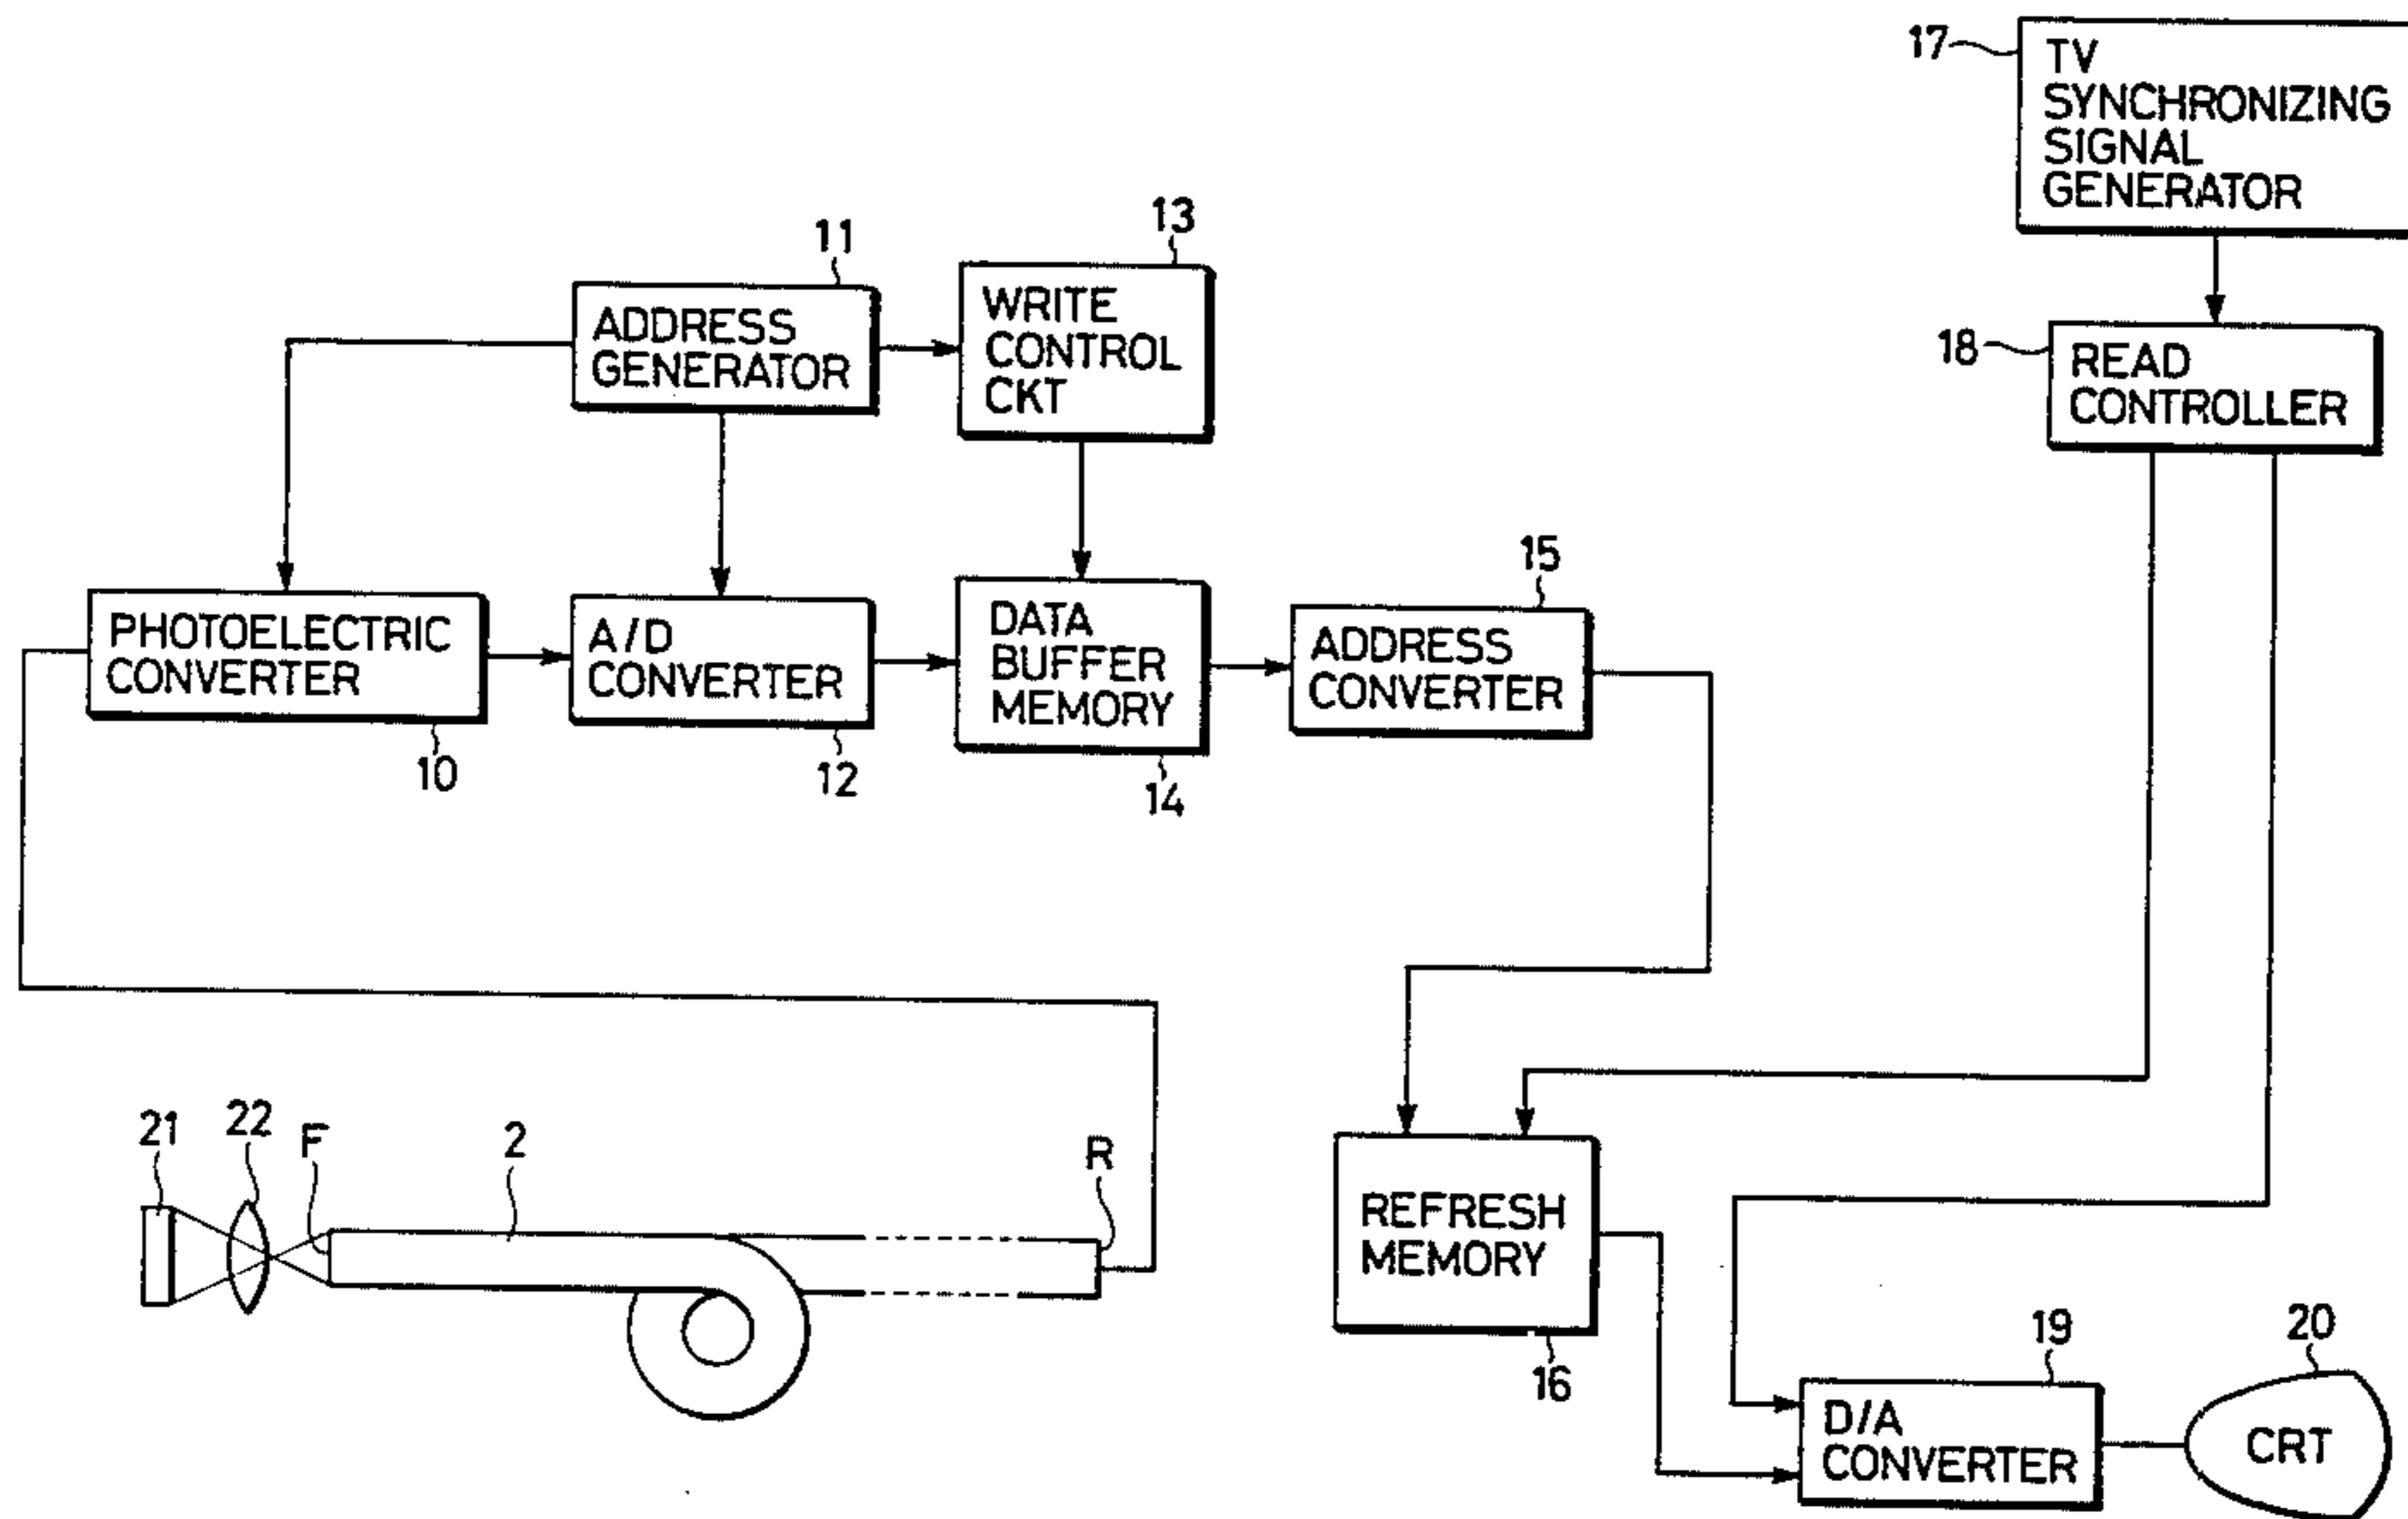 17
TV
SYNCHRONIZING
SIGNAL
GENERATOR
11
13
ADDRESS
GENERATOR
WRITE
CONTROL
CKT
18
READ
CONTROLLER
15
PHOTOELECTRIC
CONVERTER
A/D
CONVERTER
DATA
BUFFER
MEMORY
ADDRESS
CONVERTER
10
12
14
21
22
F
2
R
REFRESH
MEMORY
16
19
20
D/A
CONVERTER
CRT